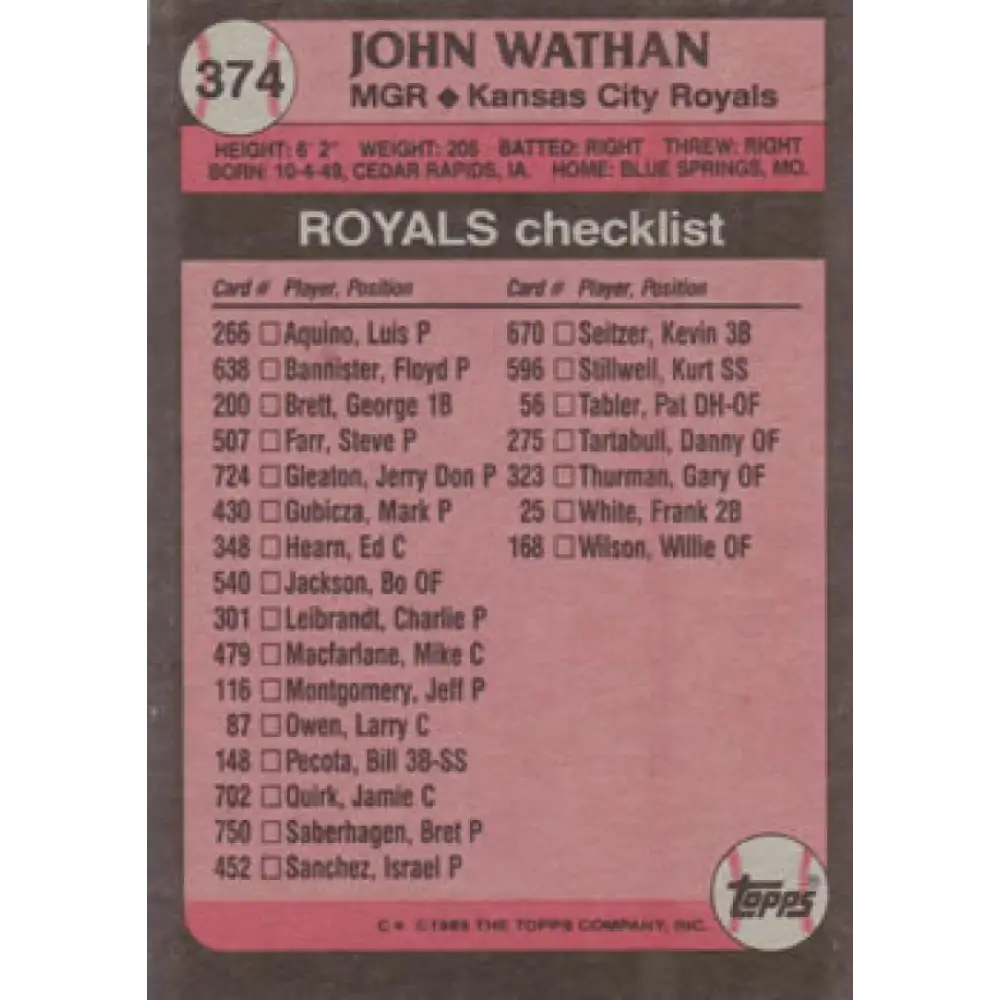 374
JOHN WATHAN
MGR ◆ Kansas City Royals
HEIGHT: 6' 2" WEIGHT: 205 BATTED: RIGHT THREW: RIGHT
BORN: 10-4-49, CEDAR RAPIDS, IA. HOME: BLUE SPRINGS, MO.
ROYALS checklist
Card # Player, Position
266 ☐ Aquino, Luis P
638 ☐ Bannister, Floyd P
200 ☐ Brett, George 1B
507 ☐ Farr, Steve P
724 ☐ Gleaton, Jerry Don P
430 ☐ Gubicza, Mark P
348 ☐ Hearn, Ed C
540 ☐ Jackson, Bo OF
301 ☐ Leibrandt, Charlie P
479 ☐ Macfarlane, Mike C
116 ☐ Montgomery, Jeff P
87 ☐ Owen, Larry C
148 ☐ Pecota, Bill 3B-SS
702 ☐ Quirk, Jamie C
750 ☐ Saberhagen, Bret P
452 ☐ Sanchez, Israel P
Card # Player, Position
670 ☐ Seitzer, Kevin 3B
596 ☐ Stillwell, Kurt SS
56 ☐ Tabler, Pat DH-OF
275 ☐ Tartabull, Danny OF
323 ☐ Thurman, Gary OF
25 ☐ White, Frank 2B
168 ☐ Wilson, Willie OF
C* ©1989 THE TOPPS COMPANY, INC.
topps®